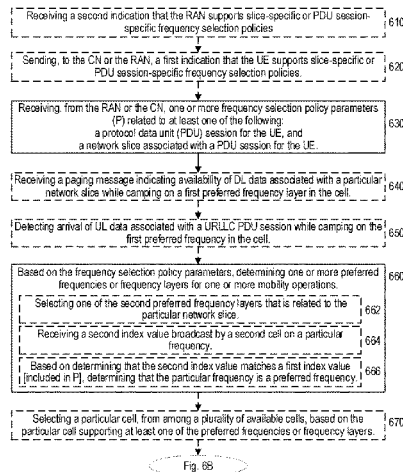 Receiving a second indication that the RAN supports slice-specific or PDU session-
specific frequency selection policies
610
Sending, to the CN or the RAN, a first indication that the UE supports slice-specific or
PDU session-specific frequency selection policies.
620
Receiving, from the RAN or the CN, one or more frequency selection policy parameters
(P) related to at least one of the following:
a protocol data unit (PDU) session for the UE, and
a network slice associated with a PDU session for the UE.
630
Receiving a paging message indicating availability of DL data associated with a particular
network slice while camping on a first preferred frequency layer in the cell.
640
Detecting arrival of UL data associated with a URLLC PDU session while camping on the
first preferred frequency in the cell.
650
Based on the frequency selection policy parameters, determining one or more preferred
frequencies or frequency layers for one or more mobility operations.
660
Selecting one of the second preferred frequency layers that is related to the
particular network slice.
662
Receiving a second index value broadcast by a second cell on a particular
frequency.
664
Based on determining that the second index value matches a first index value
[included in P], determining that the particular frequency is a preferred frequency.
666
Selecting a particular cell, from among a plurality of available cells, based on the
particular cell supporting at least one of the preferred frequencies or frequency layers.
670
Fig. 6B